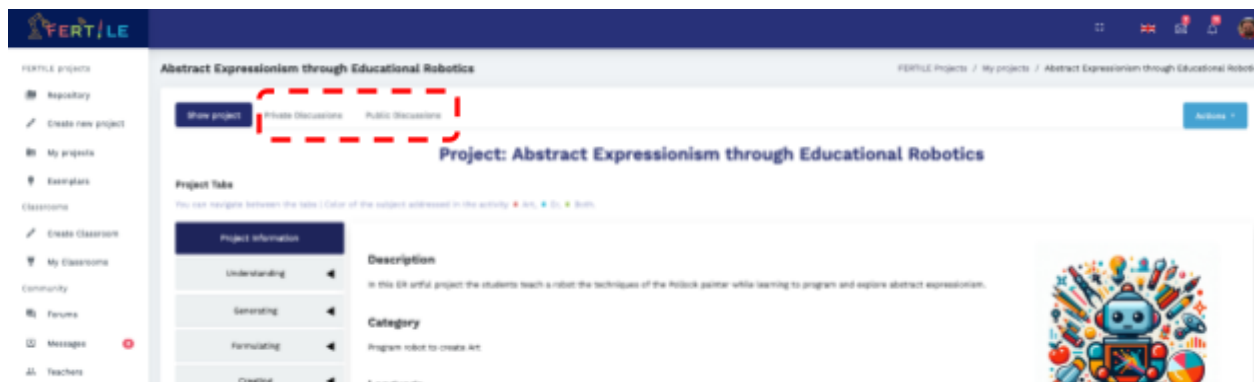 FERTILE
FERTILE projects
Repository
Create new project
My projects
Exemplars
Classrooms
Create Classroom
My Classrooms
Community
Forums
Messages
Teachers
Abstract Expressionism through Educational Robotics
FERTILE Projects / My projects / Abstract Expressionism through Educational Roboti
Show project
Private Discussions
Public Discussions
Actions
Project: Abstract Expressionism through Educational Robotics
Project Tabs
You can navigate between the tabs | Color of the subject addressed in the activity Art, Both.
Project Information
Understanding
Generating
Formulating
Creating
Description
In this ER artful project the students teach a robot the techniques of the Pollock painter while learning to program and explore abstract expressionism.
Category
Program robot to create Art